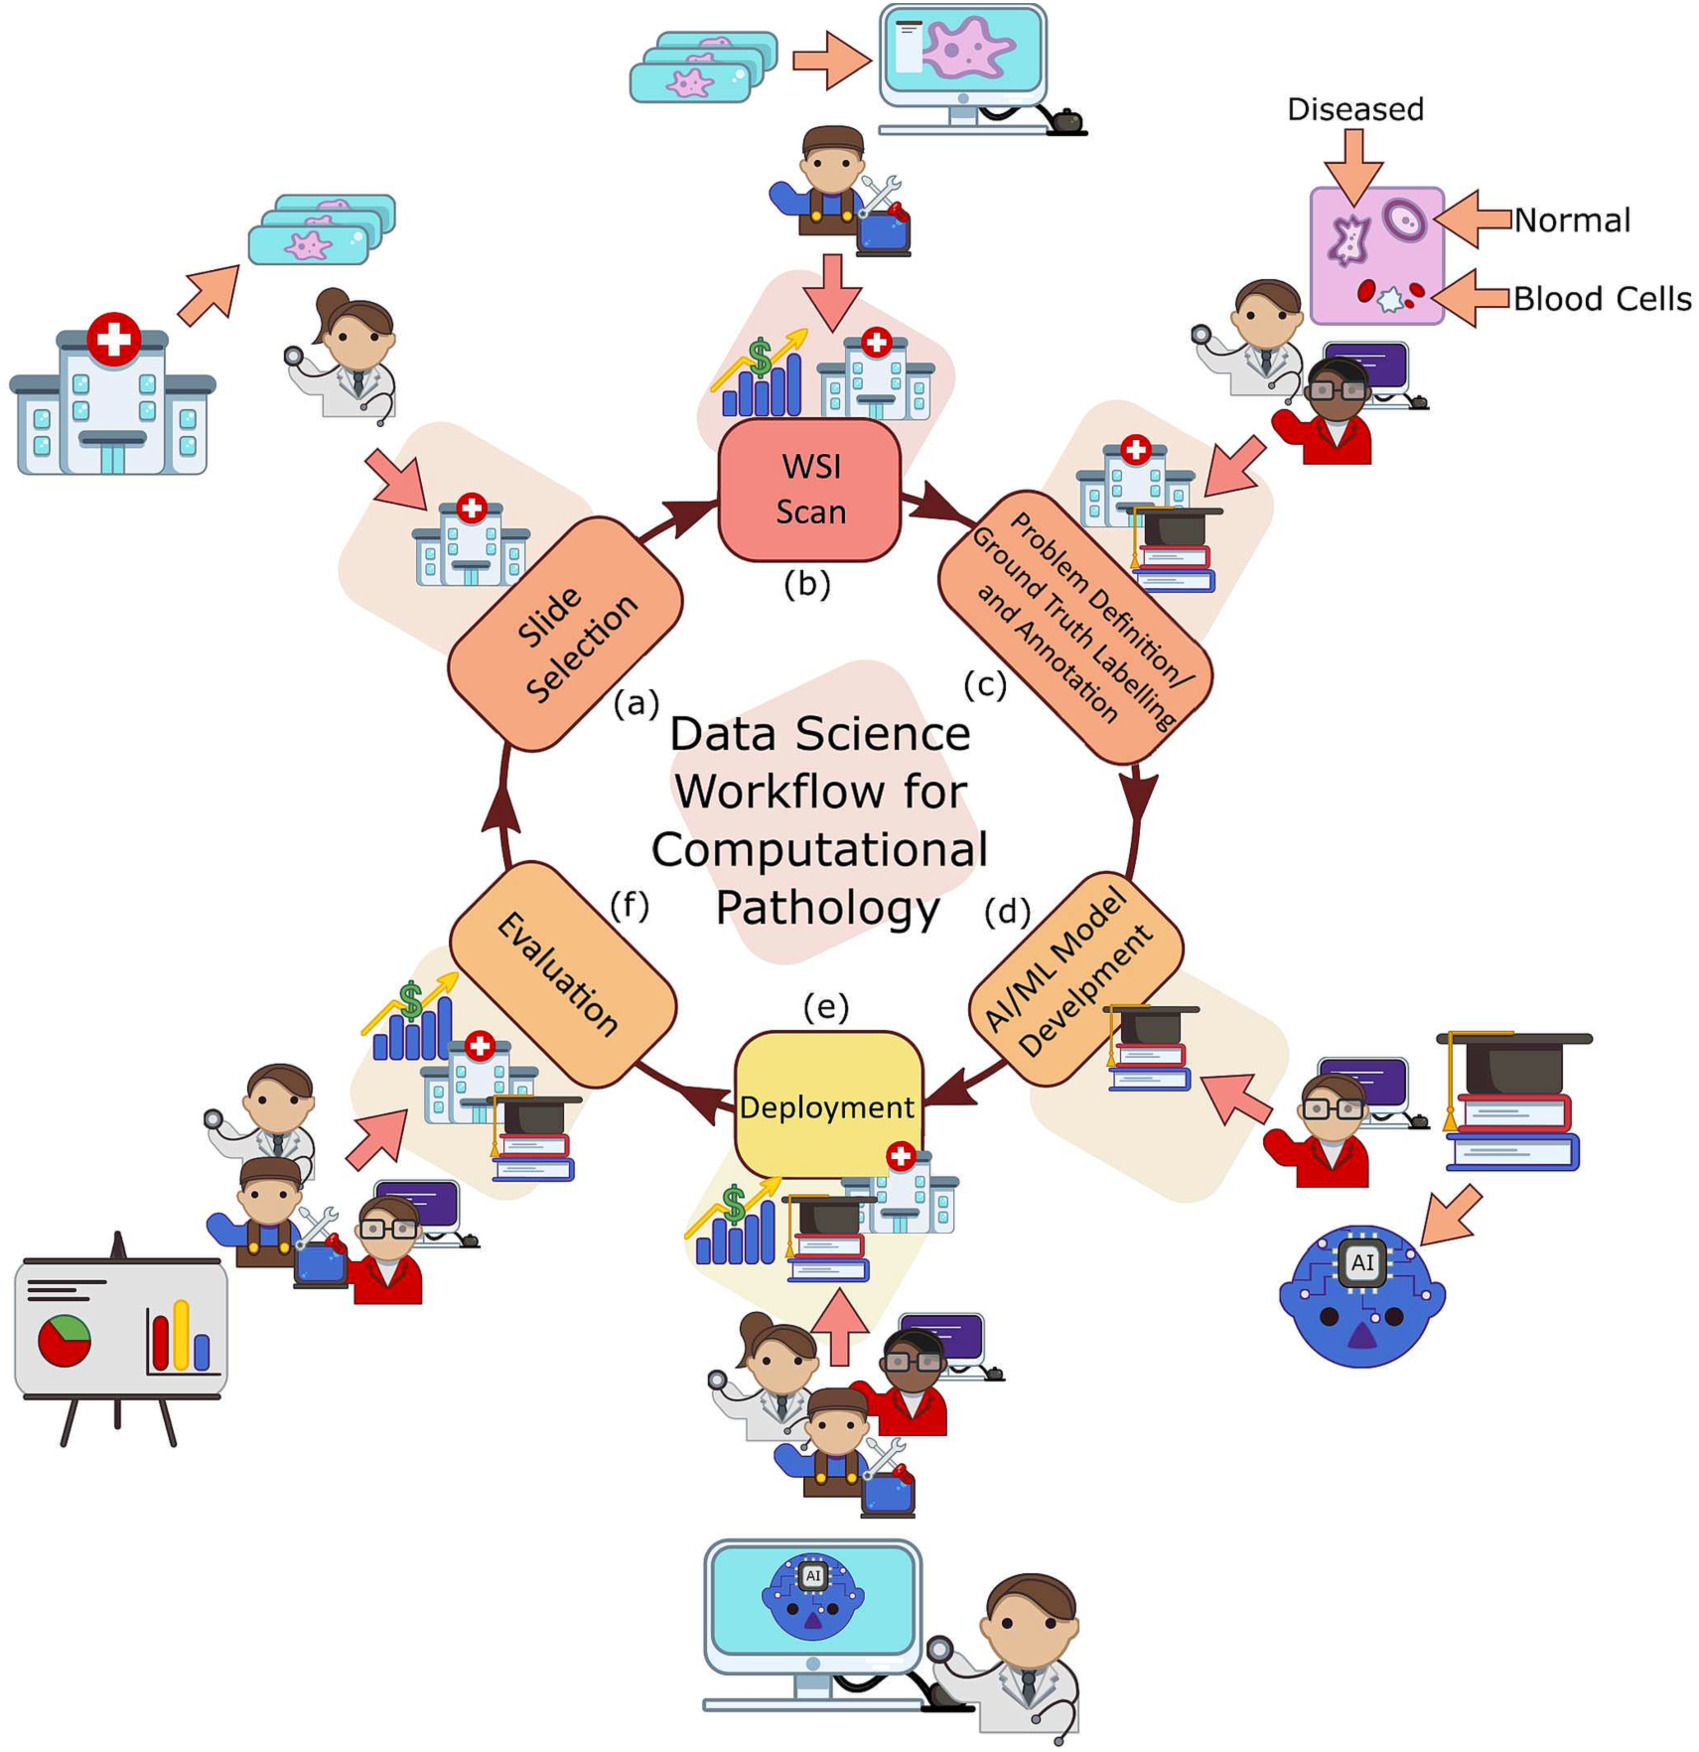 Diseased
Normal
Blood Cells
WSI
Scan
(b)
Problem Definition/
Ground Truth Labelling
and Annotation
(c)
Slide
Selection
(a)
Data Science
Workflow for
Computational
Pathology
(f)
Evaluation
(d)
AI/ML Model
Develpment
(e)
Deployment
$
$
$
AI
AI